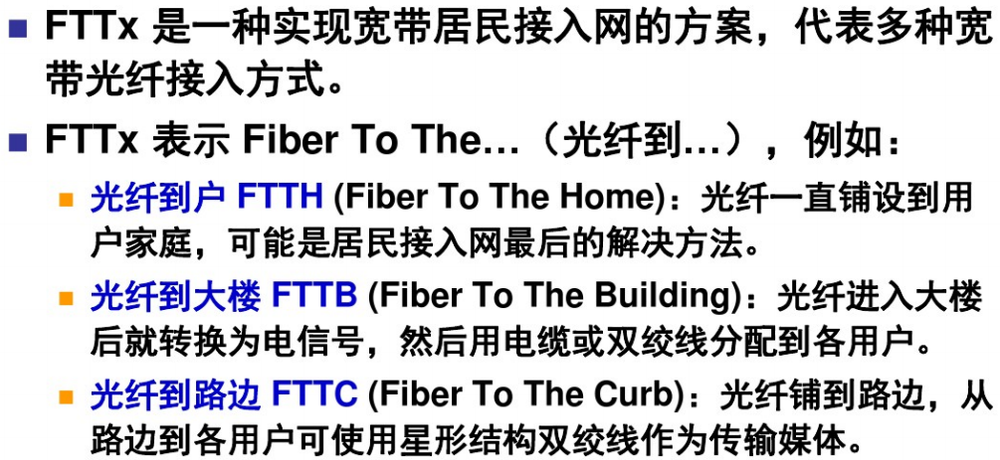 FTTx 是一种实现宽带居民接入网的方案，代表多种宽
带光纤接入方式。
FTTx 表示 Fiber To The…（光纤到…），例如：
光纤到户 FTTH (Fiber To The Home)：光纤一直铺设到用
户家庭，可能是居民接入网最后的解决方法。
光纤到大楼 FTTB (Fiber To The Building)：光纤进入大楼
后就转换为电信号，然后用电缆或双绞线分配到各用户。
光纤到路边 FTTC (Fiber To The Curb)：光纤铺到路边，从
路边到各用户可使用星形结构双绞线作为传输媒体。